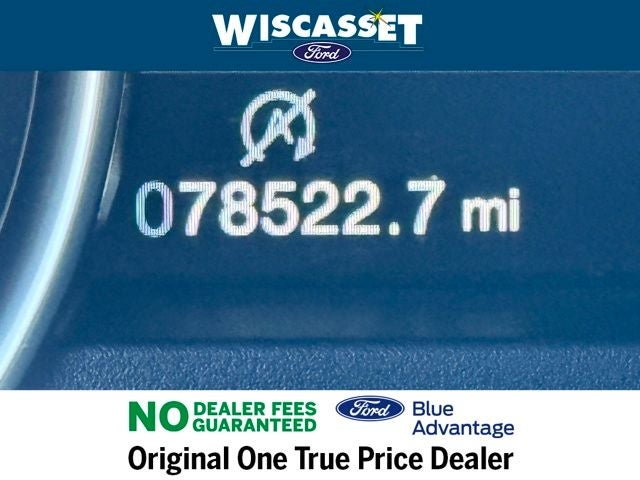 WISCASSET
Ford
A
078522.7 mi
NO DEALER FEES GUARANTEED
Ford
Blue Advantage
Original One True Price Dealer